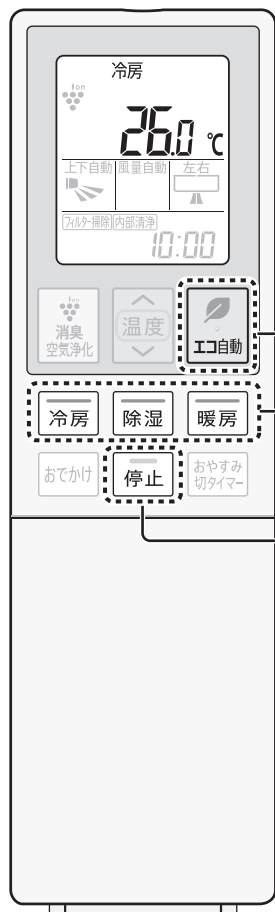 冷房
Ion
26.0 ℃
上下自動 風量自動 左右
フィルター掃除 内部清浄
10:00
Ion
消臭
空気浄化
温度
エコ自動
冷房 除湿 暖房
おでかけ 停止 おやすみ
切タイマー